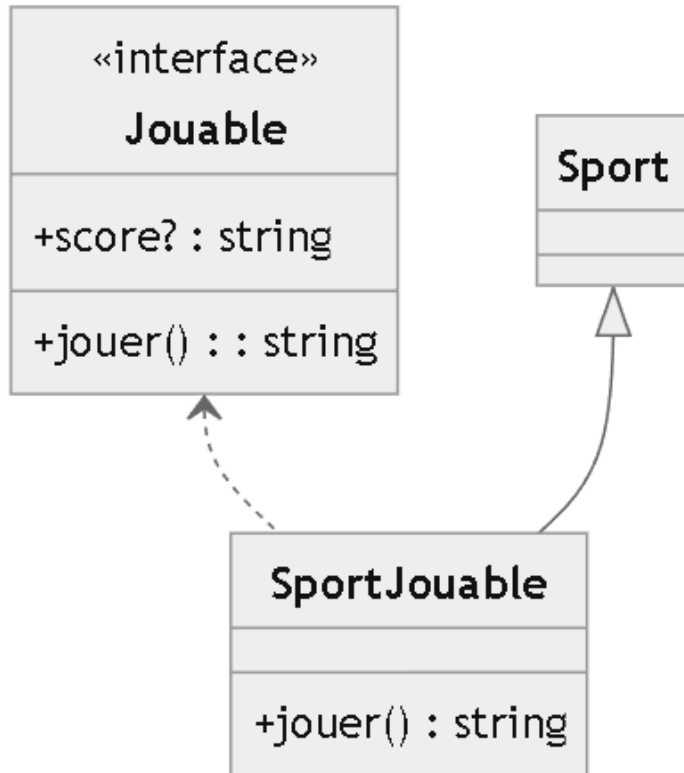 «interface»
Jouable
+score? : string
+jouer() : : string
Sport
SportJouable
+jouer() : string